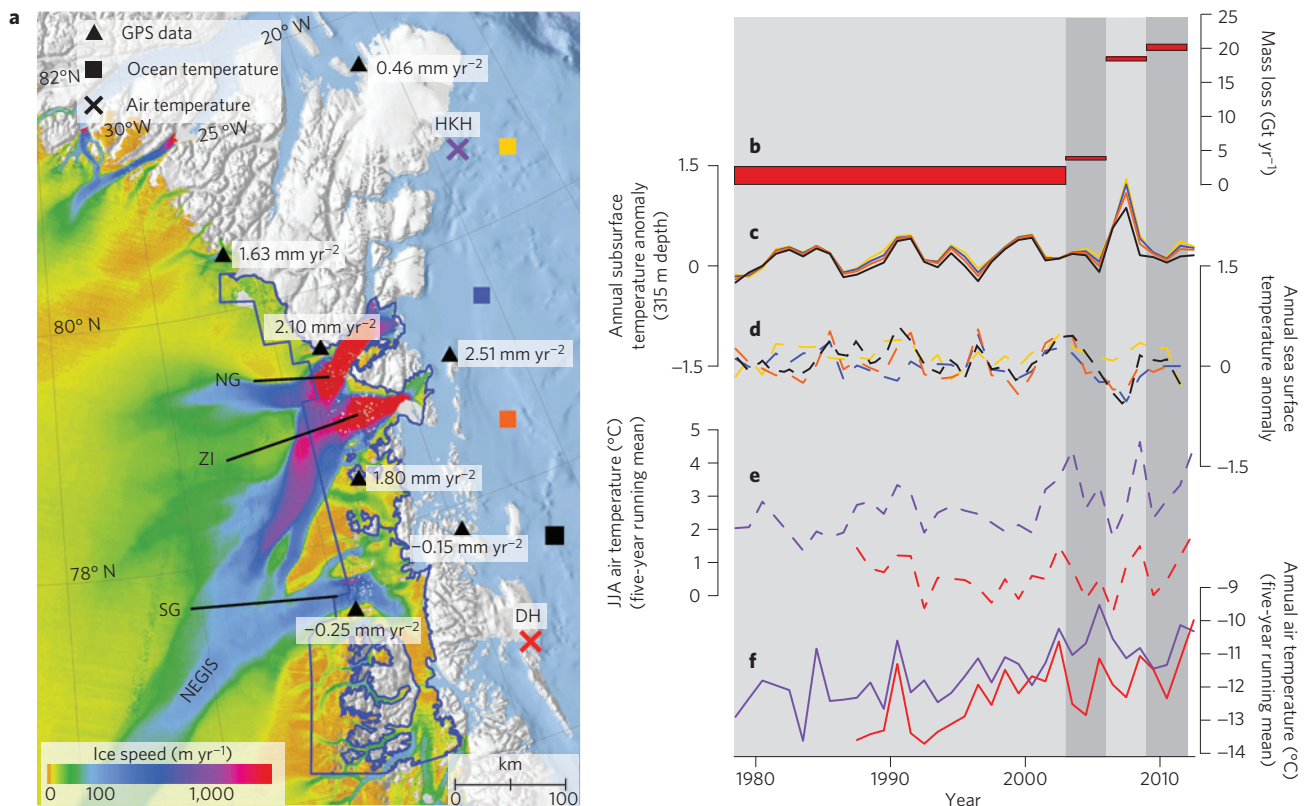 a
GPS data
Ocean temperature
Air temperature
20° W
82° N
30° W
25° W
0.46 mm yr⁻²
HKH
1.63 mm yr⁻²
80° N
2.10 mm yr⁻²
2.51 mm yr⁻²
NG
ZI
1.80 mm yr⁻²
−0.15 mm yr⁻²
78° N
SG
−0.25 mm yr⁻²
DH
NEGIS
Ice speed (m yr⁻¹)
0
100
1,000
km
0
100
b
25
20
15
10
5
0
Mass loss (Gt yr⁻¹)
c
1.5
0
−1.5
Annual subsurface
temperature anomaly
(315 m depth)
d
1.5
0
−1.5
Annual sea surface
temperature anomaly
e
5
4
3
2
1
0
JJA air temperature (°C)
(five-year running mean)
f
−9
−10
−11
−12
−13
−14
Annual air temperature (°C)
(five-year running mean)
1980
1990
2000
2010
Year